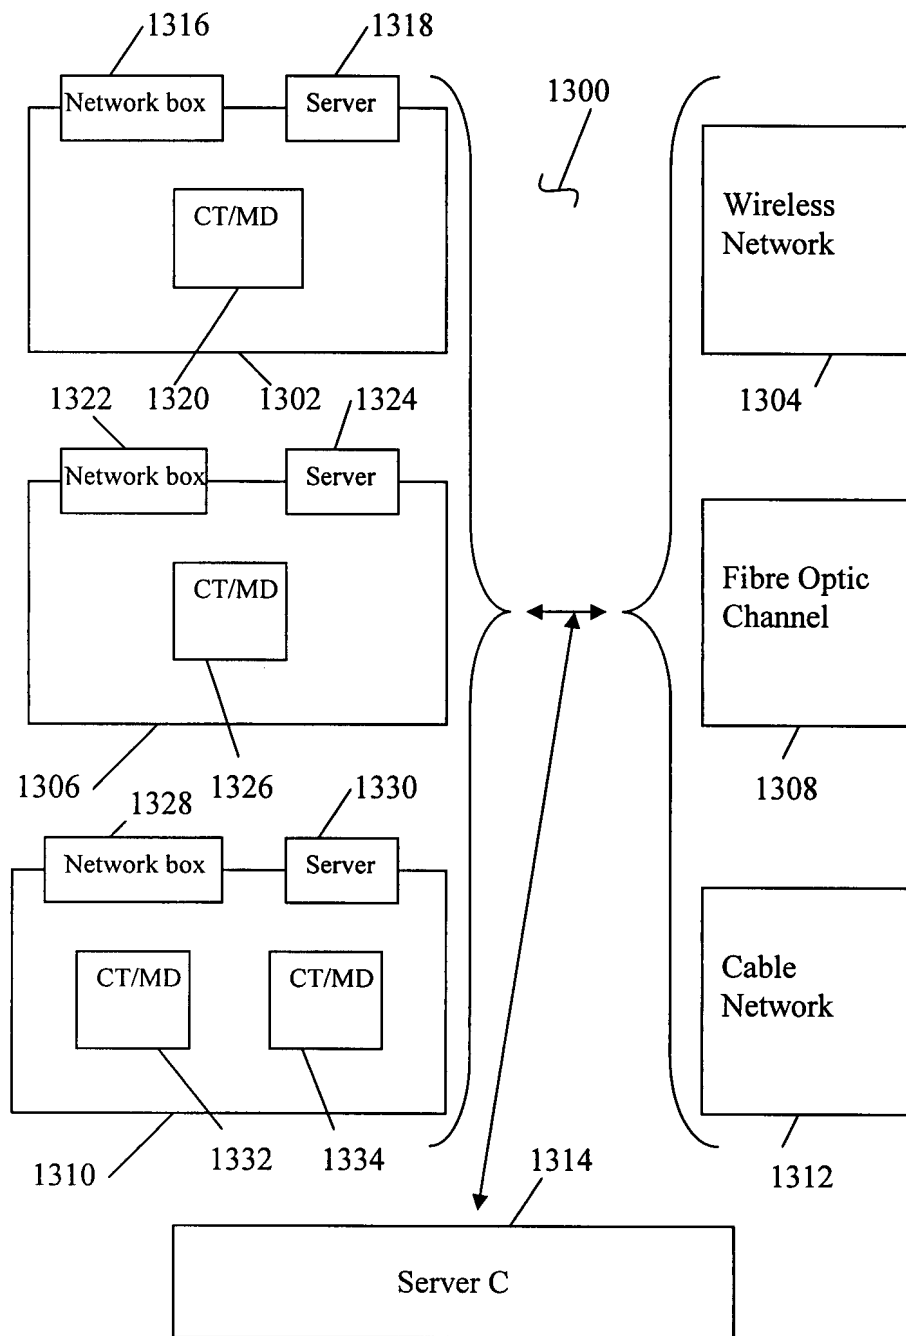 1316
1318
Network box
Server
1300
CT/MD
Wireless
Network
1322
1320
1302
1324
1304
Network box
Server
CT/MD
Fibre Optic
Channel
1306
1326
1308
1328
1330
Network box
Server
CT/MD
CT/MD
Cable
Network
1310
1332
1334
1314
1312
Server C